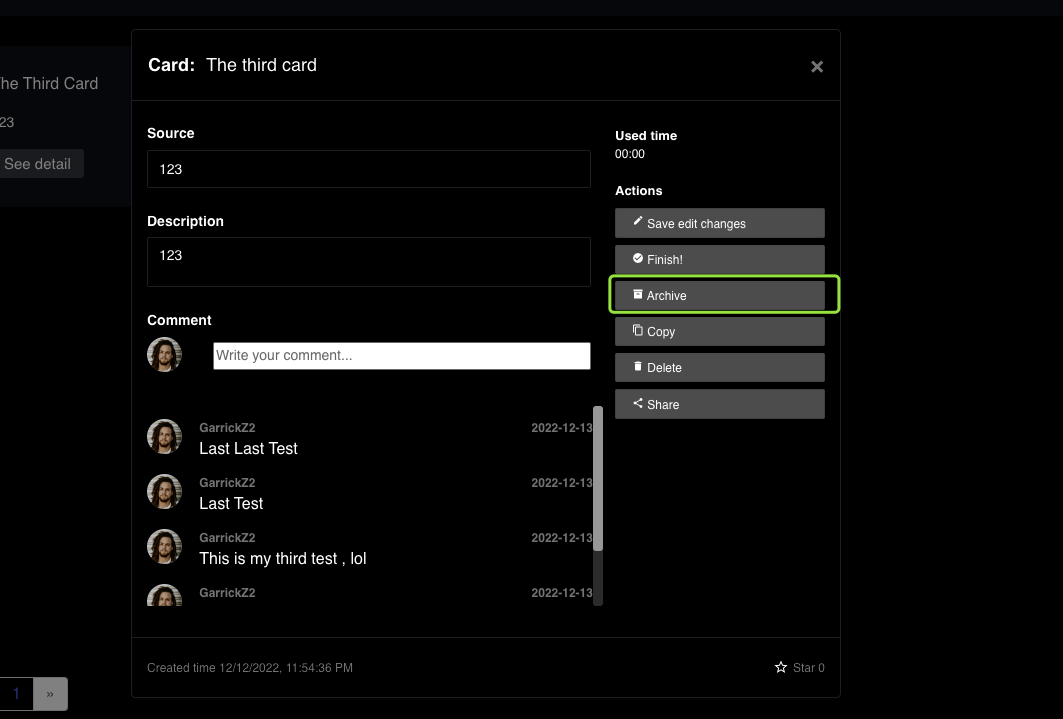 Card: The third card
×
The Third Card
Source
Used time
23
123
00:00
See detail
Actions
Description
Save edit changes
123
Finish!
Archive
Comment
Copy
Write your comment...
Delete
Share
GarrickZ2 2022-12-13
Last Last Test
GarrickZ2 2022-12-13
Last Test
GarrickZ2 2022-12-13
This is my third test , lol
GarrickZ2 2022-12-13
Created time 12/12/2022, 11:54:36 PM
Star 0
1 »